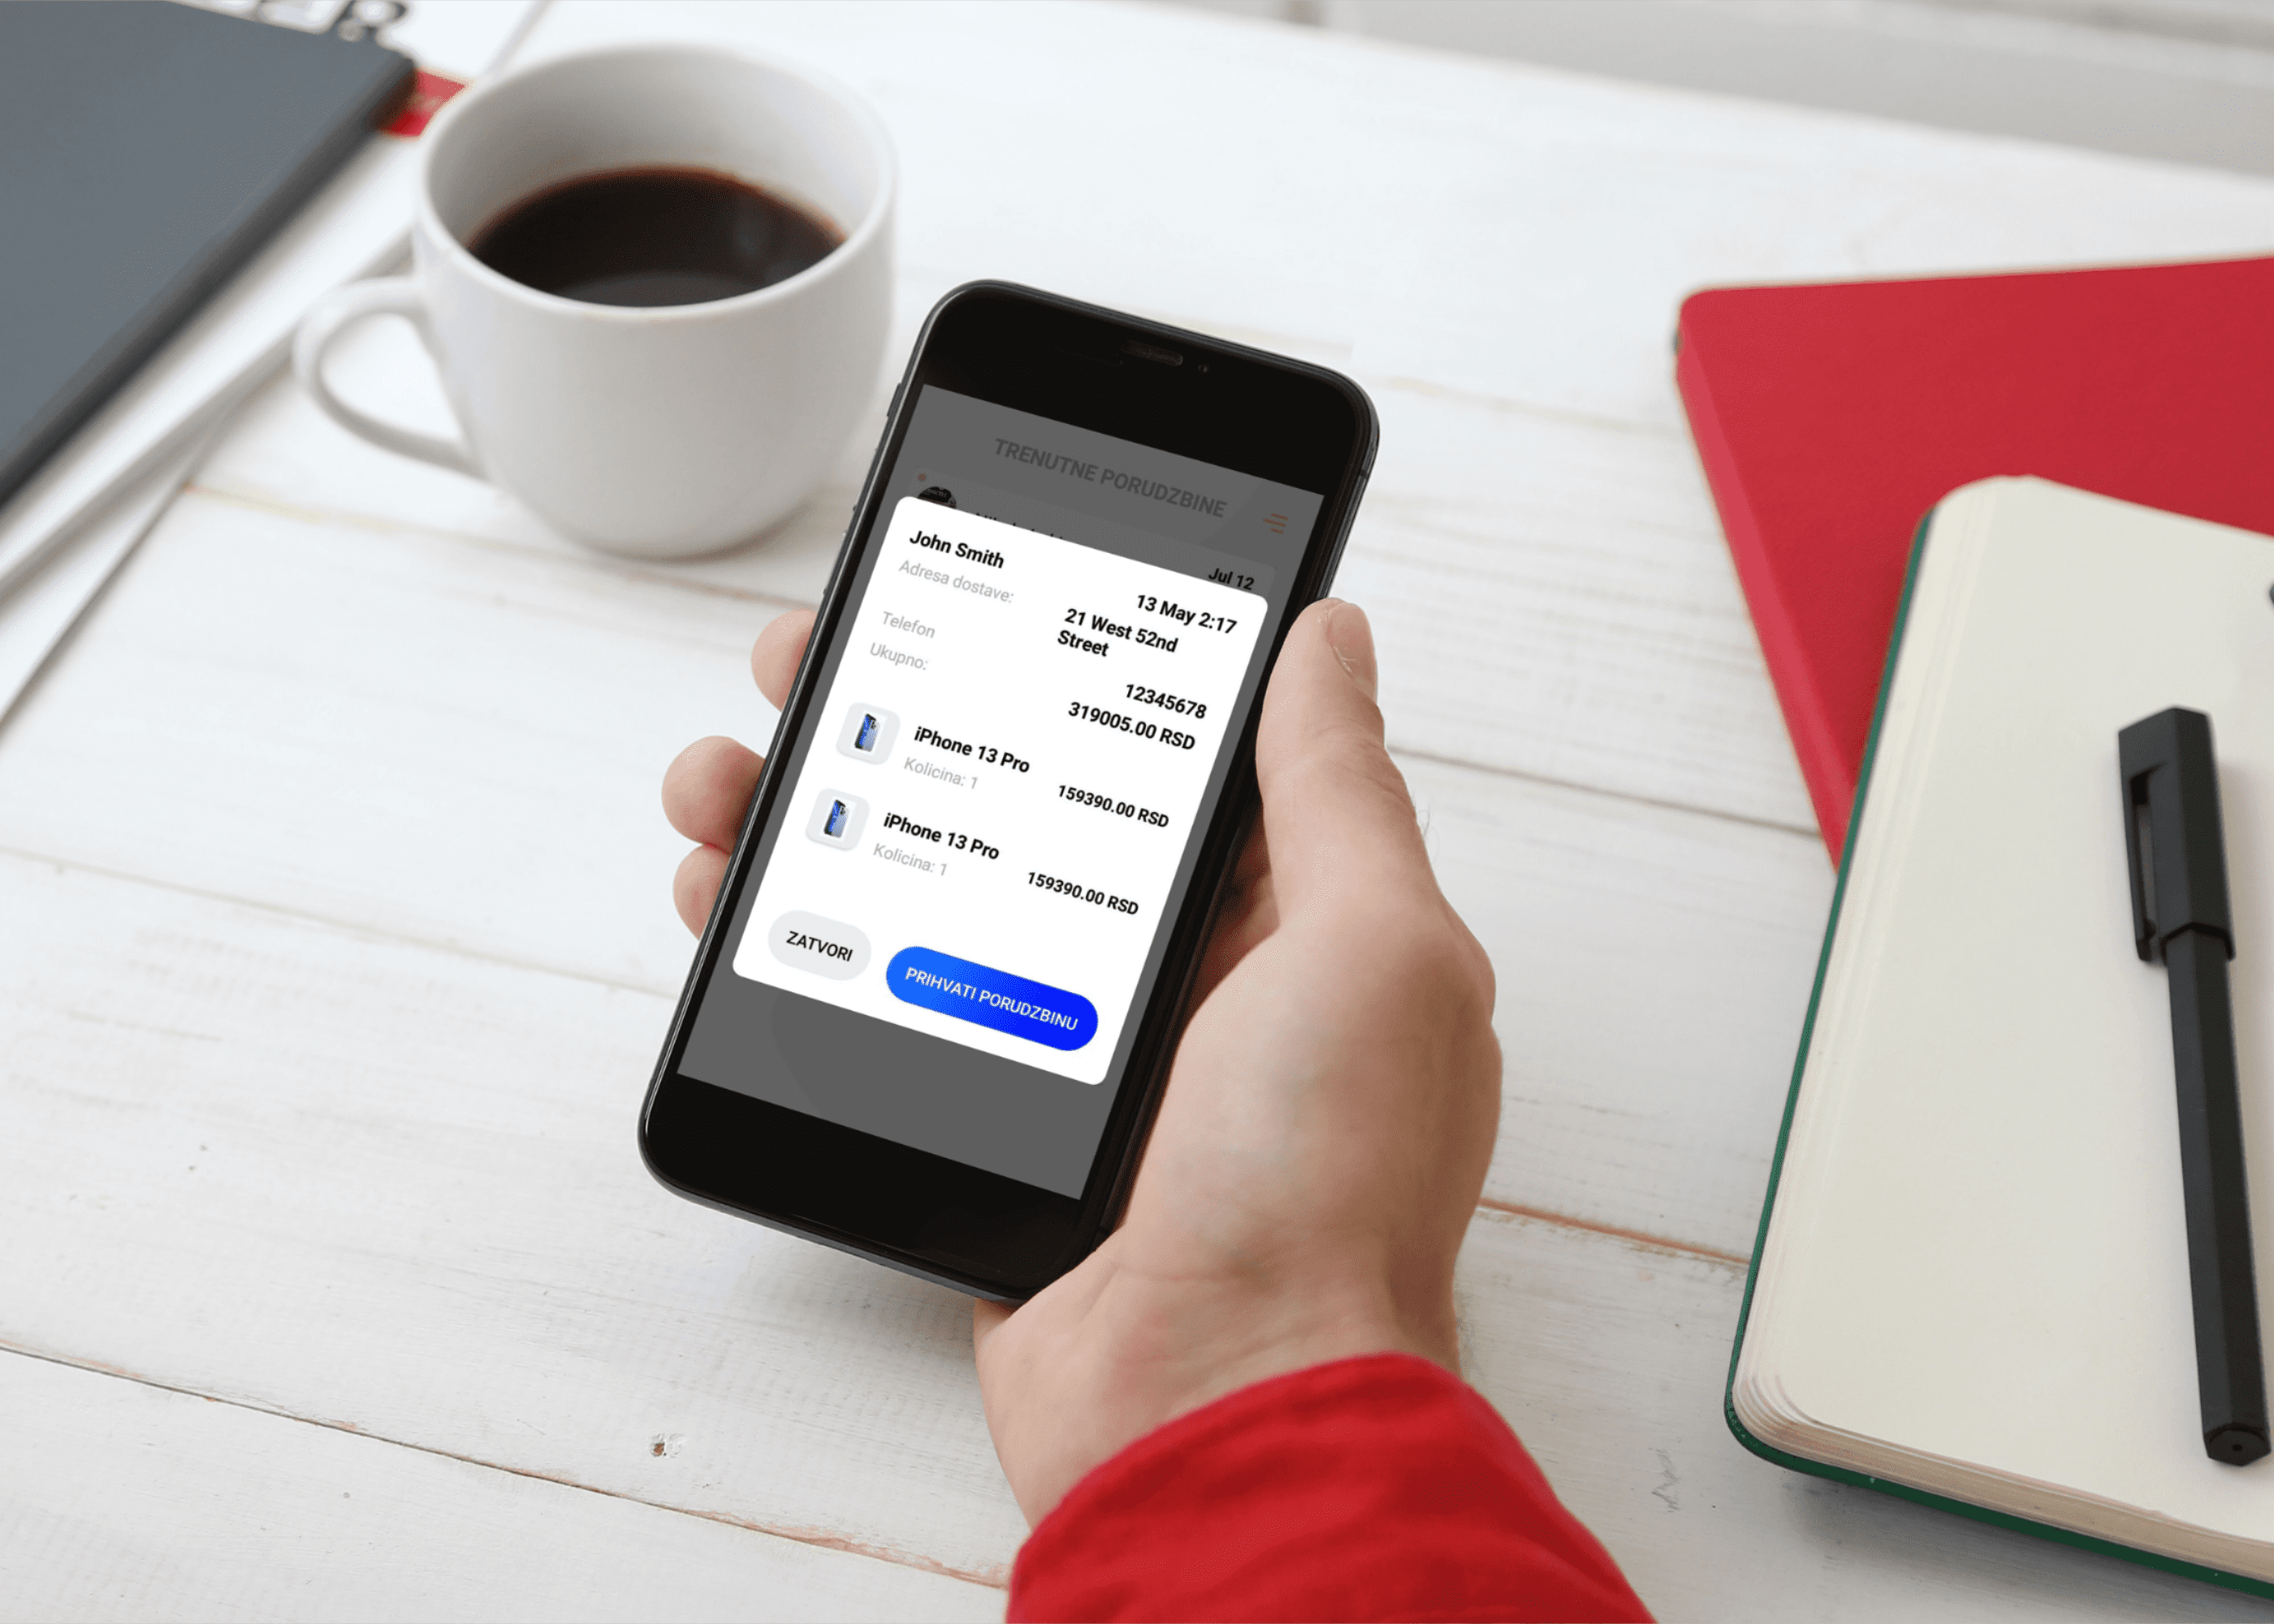 TRENUTNE PORUDZBINE
Jul 12
John Smith
13 May 2:17
Adresa dostave:
21 West 52nd
Street
Telefon
12345678
Ukupno:
319005.00 RSD
iPhone 13 Pro
Kolicina: 1
159390.00 RSD
iPhone 13 Pro
Kolicina: 1
159390.00 RSD
ZATVORI
PRIHVATI PORUDZBINU